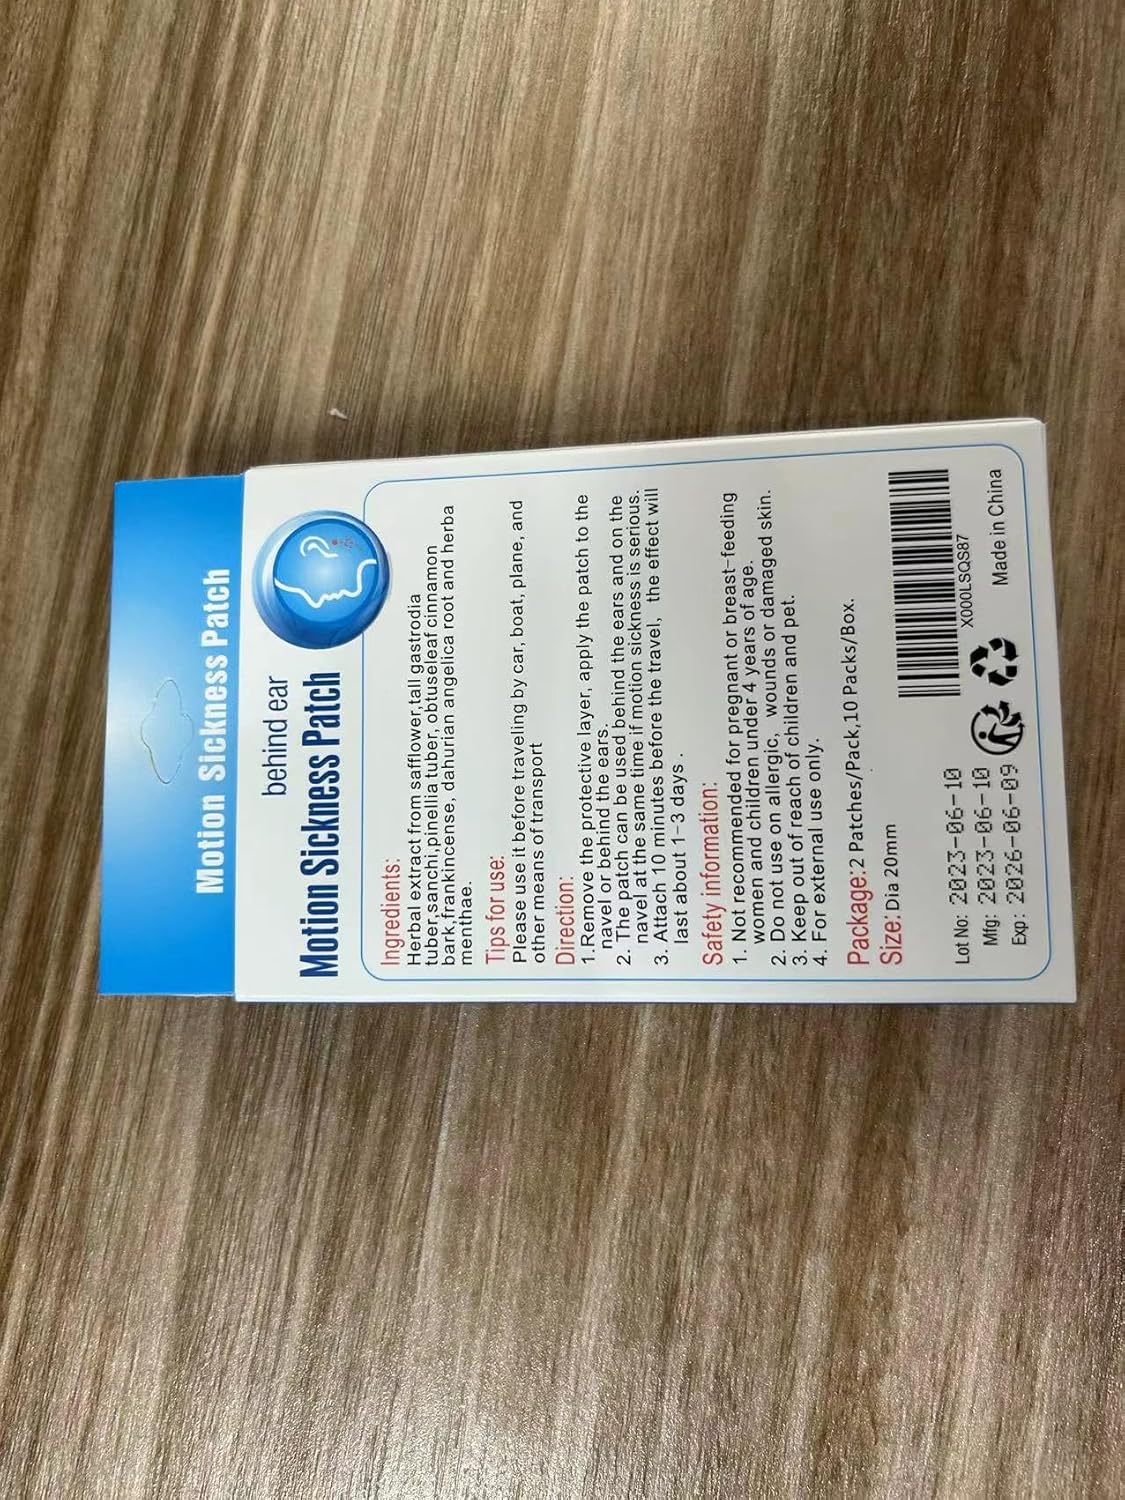 Motion Sickness Patch
behind ear
Motion Sickness Patch
Ingredients:
Herbal extract from safflower,tall gastrodia
tuber,sanchi,pinellia tuber, obtuseleaf cinnamon
bark,frankincense, dahurian angelica root and herba
menthae.
Tips for use:
Please use it before traveling by car, boat, plane, and
other means of transport
Direction:
1.Remove the protective layer, apply the patch to the
navel or behind the ears.
2. The patch can be used behind the ears and on the
navel at the same time if motion sickness is serious.
3. Attach 10 minutes before the travel, the effect will
last about 1-3 days .
Safety information:
1. Not recommended for pregnant or breast-feeding
women and children under 4 years of age.
2. Do not use on allergic, wounds or damaged skin.
3. Keep out of reach of children and pet.
4. For external use only.
Package:2 Patches/Pack,10 Packs/Box.
Size:Dia 20mm
Lot No: 2023-06-10
Mfg: 2023-06-10
Exp: 2026-06-09
X000LSQS87
Made in China